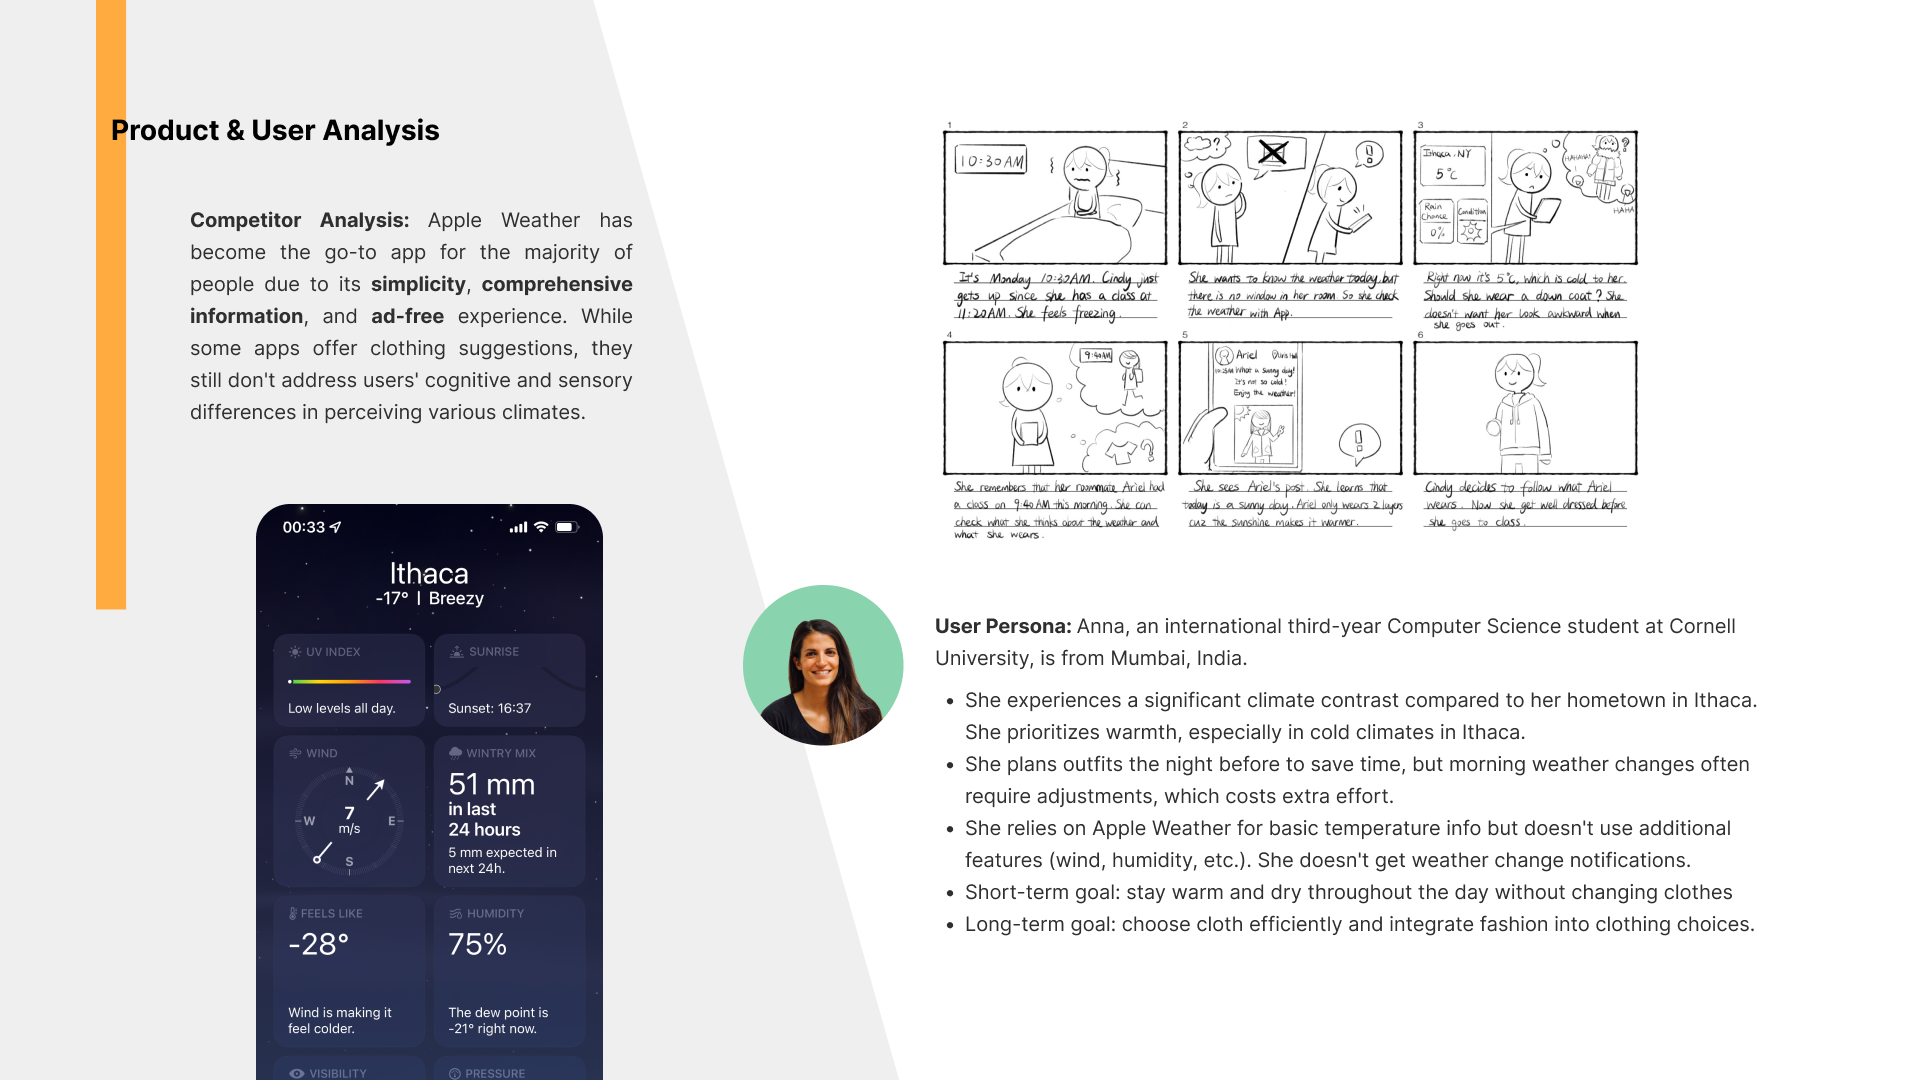 Product & User Analysis
Competitor Analysis: Apple Weather has
become the go-to app for the majority of
people due to its simplicity, comprehensive
information, and ad-free experience. While
some apps offer clothing suggestions, they
still don't address users' cognitive and sensory
differences in perceiving various climates.
00:33
Ithaca
-17° | Breezy
UV INDEX
Low levels all day.
SUNRISE
Sunset: 16:37
WIND
N
W
E
S
7
m/s
WINTRY MIX
51 mm
in last
24 hours
5 mm expected in
next 24h.
FEELS LIKE
-28°
Wind is making it
feel colder.
HUMIDITY
75%
The dew point is
-21° right now.
VISIBILITY
PRESSURE
1
10:30 AM
It's Monday 10:30AM. Cindy just
gets up since she has a class at
11:20AM. She feels freezing.
2
?
!
She wants to know the weather today, but
there is no window in her room. So she check
the weather with App.
3
Ithaca, NY
5°C
Rain
Chance
0%
Condition
?
HAHAHA!
HAHA
Right now it's 5°C, which is cold to her.
Should she wear a down coat? She
doesn't want her look awkward when
she goes out.
4
9:40AM
?
She remembers that her roommate Ariel had
a class on 9:40 AM this morning. She can
check what she thinks about the weather and
what she wears.
5
Ariel
10:25AM What a sunny day!
It's not so cold!
Enjoy the weather!
!
She sees Ariel's post. She learns that
today is a sunny day. Ariel only wears 2 layers
cuz the sunshine makes it warmer.
6
Cindy decides to follow what Ariel
wears. Now she get well dressed before
she goes to class.
User Persona: Anna, an international third-year Computer Science student at Cornell
University, is from Mumbai, India.
• She experiences a significant climate contrast compared to her hometown in Ithaca.
She prioritizes warmth, especially in cold climates in Ithaca.
• She plans outfits the night before to save time, but morning weather changes often
require adjustments, which costs extra effort.
• She relies on Apple Weather for basic temperature info but doesn't use additional
features (wind, humidity, etc.). She doesn't get weather change notifications.
• Short-term goal: stay warm and dry throughout the day without changing clothes
• Long-term goal: choose cloth efficiently and integrate fashion into clothing choices.